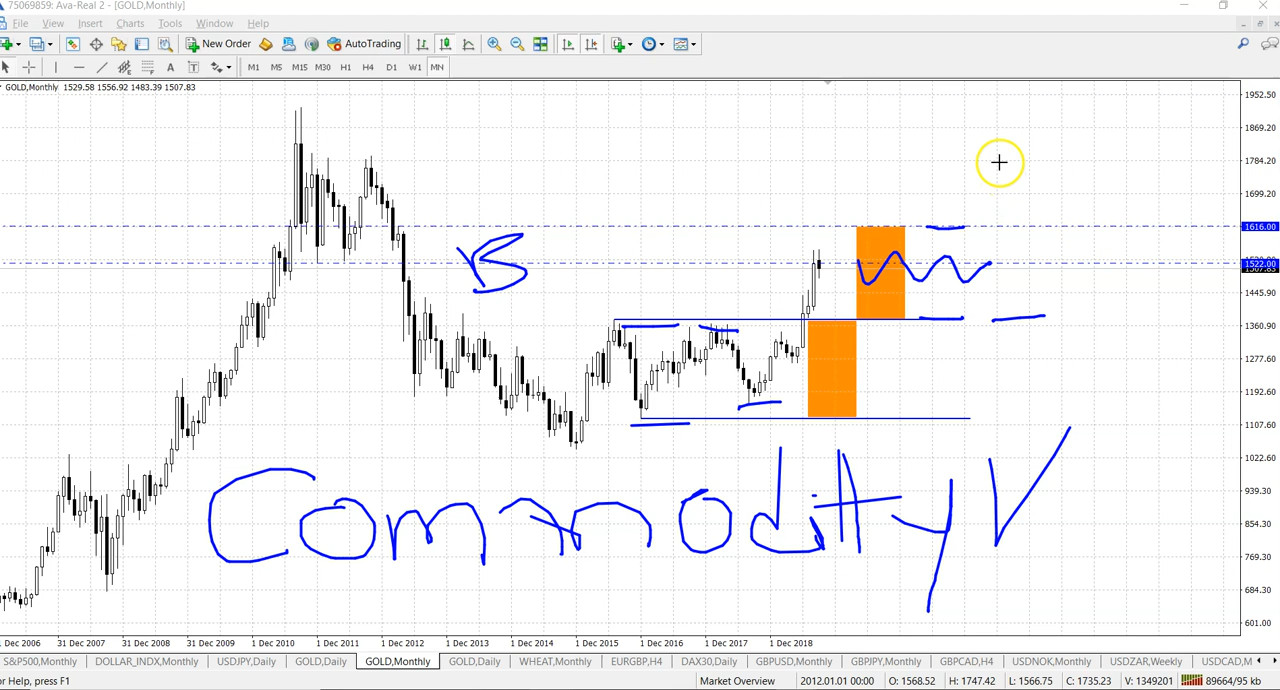 75069859: Ava-Real 2 - [GOLD,Monthly]
File View Insert Charts Tools Window Help
New Order AutoTrading
A T M1 M5 M15 M30 H1 H4 D1 W1 MN
GOLD,Monthly 1529.58 1556.92 1483.39 1507.83
1952.50
1869.20
1784.20
1699.20
1616.00
1522.00
1507.83
1445.90
1360.90
1277.60
1192.60
1107.60
1022.60
939.30
854.30
769.30
684.30
601.00
Commodity
1 Dec 2006 31 Dec 2007 31 Dec 2008 31 Dec 2009 1 Dec 2010 1 Dec 2011 1 Dec 2012 1 Dec 2013 1 Dec 2014 1 Dec 2015 1 Dec 2016 1 Dec 2017 1 Dec 2018
S&P500,Monthly DOLLAR_INDX,Monthly USDJPY,Daily GOLD,Daily GOLD,Monthly GOLD,Daily WHEAT,Monthly EURGBP,H4 DAX30,Daily GBPUSD,Monthly GBPJPY,Monthly GBPCAD,H4 USDNOK,Monthly USDZAR,Weekly USDCAD,M
or Help, press F1 Market Overview 2012.01.01 00:00 O: 1568.52 H: 1747.42 L: 1566.75 C: 1735.23 V: 1349201 89664/95 kb